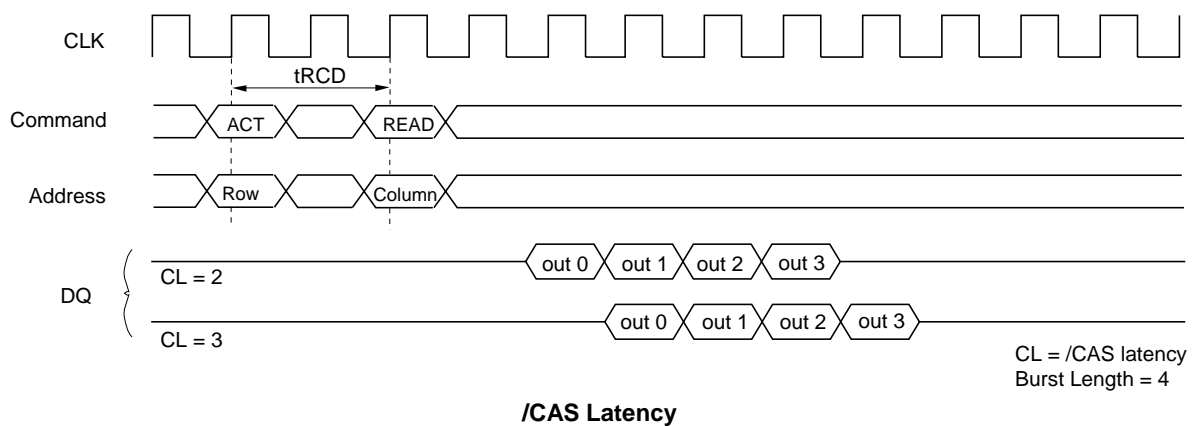 CLK
tRCD
Command ACT READ
Address Row Column
DQ
CL = 2 out 0 out 1 out 2 out 3
CL = 3 out 0 out 1 out 2 out 3
CL = /CAS latency
Burst Length = 4
/CAS Latency